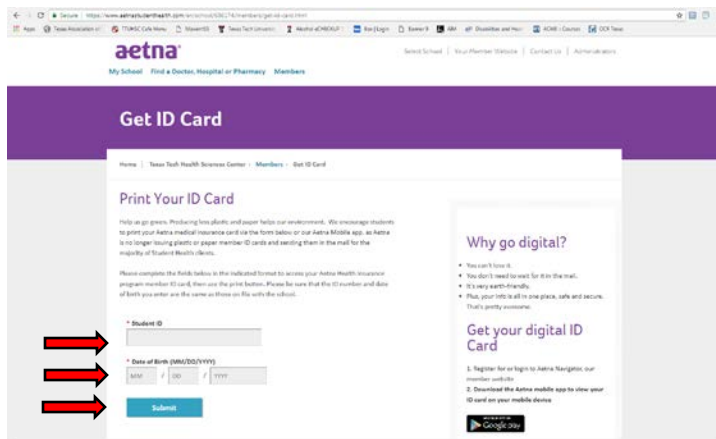 Secure | https://www.aetnastudenthealth.com
Apps
aetna
Select School | Your Member Website | Contact Us | Administrators
My School Find a Doctor, Hospital or Pharmacy Members
Get ID Card
Home | Texas Tech Health Sciences Center Members Get ID Card
Print Your ID Card
Help us go green. Producing less plastic and paper helps our environment. We encourage students
to print your Aetna medical insurance card via the form below or our Aetna Mobile app, as Aetna
is no longer issuing plastic or paper member ID cards and sending them in the mail for the
majority of Student Health clients.
Please complete the fields below in the indicated format to access your Aetna Health Insurance
program member ID card, then use the print button. Please be sure that the ID number and date
of birth you enter are the same as those on file with the school.
* Student ID
* Date of Birth (MM/DD/YYYY)
MM / DD / YYYY
Submit
Why go digital?
• You can't lose it.
• You don't need to wait for it in the mail.
• It's very earth-friendly.
• Plus, your info is all in one place, safe and secure.
That's pretty awesome.
Get your digital ID
Card
1. Register for or login to Aetna Navigator, our
member website
2. Download the Aetna mobile app to view your
ID card on your mobile device
Google play